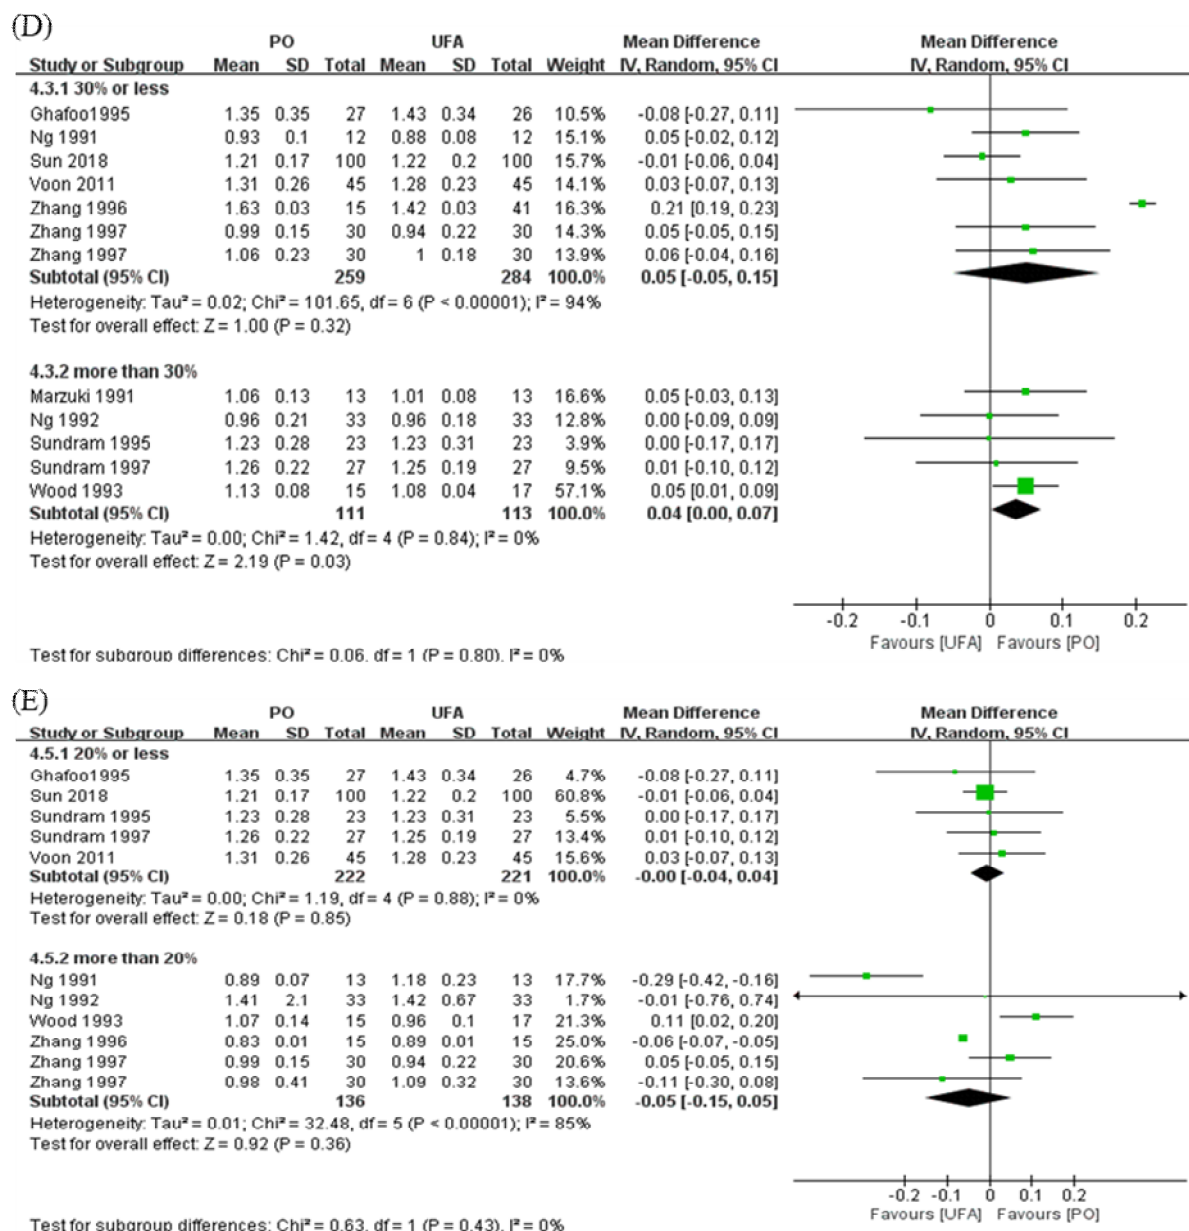 (D)
PO UFA Mean Difference Mean Difference
Study or Subgroup Mean SD Total Mean SD Total Weight IV, Random, 95% CI IV, Random, 95% CI
4.3.1 30% or less
Ghafoo1995 1.35 0.35 27 1.43 0.34 26 10.5% -0.08 [-0.27, 0.11]
Ng 1991 0.93 0.1 12 0.88 0.08 12 15.1% 0.05 [-0.02, 0.12]
Sun 2018 1.21 0.17 100 1.22 0.2 100 15.7% -0.01 [-0.06, 0.04]
Voon 2011 1.31 0.26 45 1.28 0.23 45 14.1% 0.03 [-0.07, 0.13]
Zhang 1996 1.63 0.03 15 1.42 0.03 41 16.3% 0.21 [0.19, 0.23]
Zhang 1997 0.99 0.15 30 0.94 0.22 30 14.3% 0.05 [-0.05, 0.15]
Zhang 1997 1.06 0.23 30 1 0.18 30 13.9% 0.06 [-0.04, 0.16]
Subtotal (95% CI) 259 284 100.0% 0.05 [-0.05, 0.15]
Heterogeneity: Tau² = 0.02; Chi² = 101.65, df = 6 (P < 0.00001); I² = 94%
Test for overall effect: Z = 1.00 (P = 0.32)
4.3.2 more than 30%
Marzuki 1991 1.06 0.13 13 1.01 0.08 13 16.6% 0.05 [-0.03, 0.13]
Ng 1992 0.96 0.21 33 0.96 0.18 33 12.8% 0.00 [-0.09, 0.09]
Sundram 1995 1.23 0.28 23 1.23 0.31 23 3.9% 0.00 [-0.17, 0.17]
Sundram 1997 1.26 0.22 27 1.25 0.19 27 9.5% 0.01 [-0.10, 0.12]
Wood 1993 1.13 0.08 15 1.08 0.04 17 57.1% 0.05 [0.01, 0.09]
Subtotal (95% CI) 111 113 100.0% 0.04 [0.00, 0.07]
Heterogeneity: Tau² = 0.00; Chi² = 1.42, df = 4 (P = 0.84); I² = 0%
Test for overall effect: Z = 2.19 (P = 0.03)
-0.2 -0.1 0 0.1 0.2
Favours [UFA] Favours [PO]
Test for subgroup differences: Chi² = 0.06, df = 1 (P = 0.80), I² = 0%
(E)
PO UFA Mean Difference Mean Difference
Study or Subgroup Mean SD Total Mean SD Total Weight IV, Random, 95% CI IV, Random, 95% CI
4.5.1 20% or less
Ghafoo1995 1.35 0.35 27 1.43 0.34 26 4.7% -0.08 [-0.27, 0.11]
Sun 2018 1.21 0.17 100 1.22 0.2 100 60.8% -0.01 [-0.06, 0.04]
Sundram 1995 1.23 0.28 23 1.23 0.31 23 5.5% 0.00 [-0.17, 0.17]
Sundram 1997 1.26 0.22 27 1.25 0.19 27 13.4% 0.01 [-0.10, 0.12]
Voon 2011 1.31 0.26 45 1.28 0.23 45 15.6% 0.03 [-0.07, 0.13]
Subtotal (95% CI) 222 221 100.0% -0.00 [-0.04, 0.04]
Heterogeneity: Tau² = 0.00; Chi² = 1.19, df = 4 (P = 0.88); I² = 0%
Test for overall effect: Z = 0.18 (P = 0.85)
4.5.2 more than 20%
Ng 1991 0.89 0.07 13 1.18 0.23 13 17.7% -0.29 [-0.42, -0.16]
Ng 1992 1.41 2.1 33 1.42 0.67 33 1.7% -0.01 [-0.76, 0.74]
Wood 1993 1.07 0.14 15 0.96 0.1 17 21.3% 0.11 [0.02, 0.20]
Zhang 1996 0.83 0.01 15 0.89 0.01 15 25.0% -0.06 [-0.07, -0.05]
Zhang 1997 0.99 0.15 30 0.94 0.22 30 20.6% 0.05 [-0.05, 0.15]
Zhang 1997 0.98 0.41 30 1.09 0.32 30 13.6% -0.11 [-0.30, 0.08]
Subtotal (95% CI) 136 138 100.0% -0.05 [-0.15, 0.05]
Heterogeneity: Tau² = 0.01; Chi² = 32.48, df = 5 (P < 0.00001); I² = 85%
Test for overall effect: Z = 0.92 (P = 0.36)
-0.2 -0.1 0 0.1 0.2
Favours [UFA] Favours [PO]
Test for subgroup differences: Chi² = 0.63, df = 1 (P = 0.43), I² = 0%